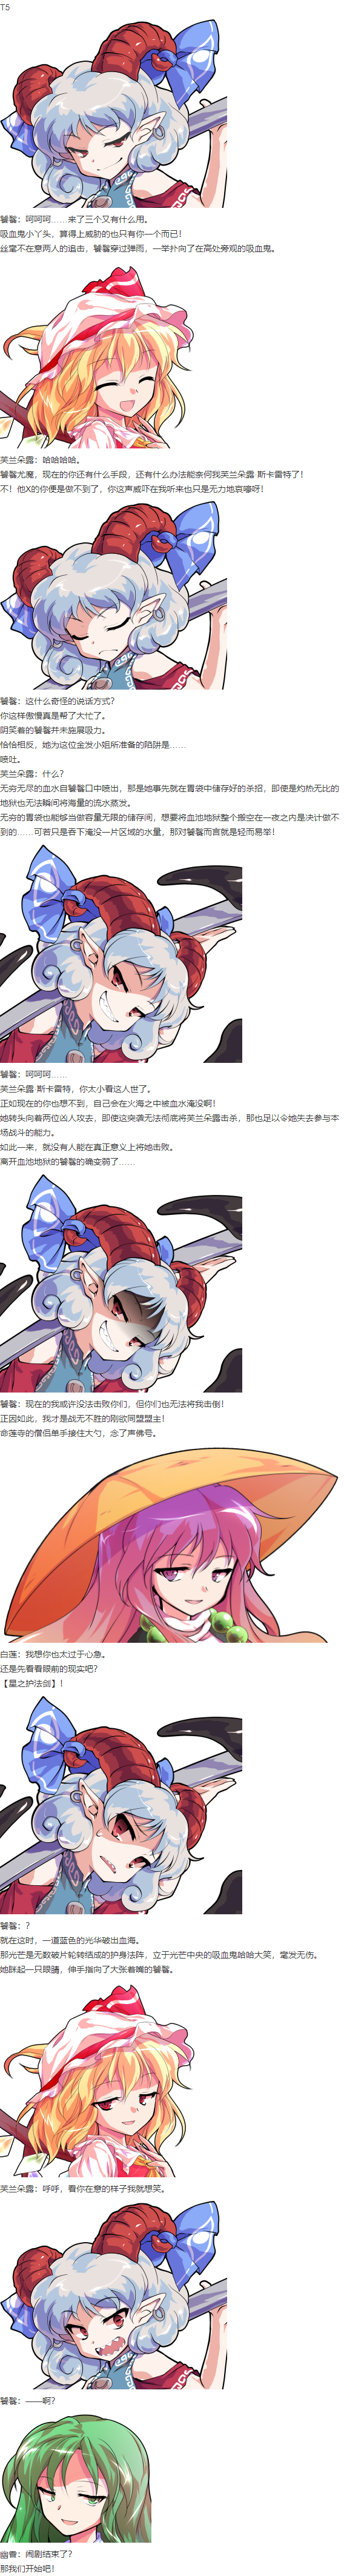 T5
饕餮：呵呵呵……来了三个又有什么用。
吸血鬼小丫头，算得上威胁的也只有你一个而已！
丝毫不在意两人的追击，饕餮穿过弹雨，一举扑向了在高处旁观的吸血鬼。
芙兰朵露：哈哈哈哈。
饕餮尤魔，现在的你还有什么手段，还有什么办法能奈何我芙兰朵露·斯卡雷特了！
不！他X的你便是做不到了，你这声威吓在我听来也只是无力地哀嚎呀！
饕餮：这什么奇怪的说话方式？
你这样傲慢真是帮了大忙了。
阴笑着的饕餮并未施展吸力。
恰恰相反，她为这位金发小姐所准备的陷阱是……
喷吐。
芙兰朵露：什么？
无穷无尽的血水自饕餮口中喷出，那是她事先就在胃袋中储存好的杀招，即使是灼热无比的
地狱也无法瞬间将海量的流水蒸发。
无穷的胃袋也能够当做容量无限的储存间，想要将血池地狱整个搬空在一夜之内是决计做不
到的……可若只是吞下淹没一片区域的水量，那对饕餮而言就是轻而易举！
饕餮：呵呵呵……
芙兰朵露·斯卡雷特，你太小看这人世了。
正如现在的你也想不到，自己会在火海之中被血水淹没啊！
她转头向着两位凶人攻去，即使这突袭无法彻底将芙兰朵露击杀，那也足以令她失去参与本
场战斗的能力。
如此一来，就没有人能在真正意义上将她击败。
离开血池地狱的饕餮的确变弱了……
饕餮：现在的我或许没法击败你们，但你们也无法将我击倒！
正因如此，我才是战无不胜的刚欲同盟盟主！
命莲寺的僧侣单手接住大勺，念了声佛号。
白莲：我想你也太过于心急。
还是先看看眼前的现实吧？
【星之护法剑】！
饕餮：？
就在这时，一道蓝色的光华破出血海。
那光芒是无数破片轮转结成的护身法阵，立于光芒中央的吸血鬼哈哈大笑，毫发无伤。
她眯起一只眼睛，伸手指向了大张着嘴的饕餮。
芙兰朵露：呼呼，看你在意的样子我就想笑。
饕餮：——啊？
幽香：闹剧结束了？
那我们开始吧！